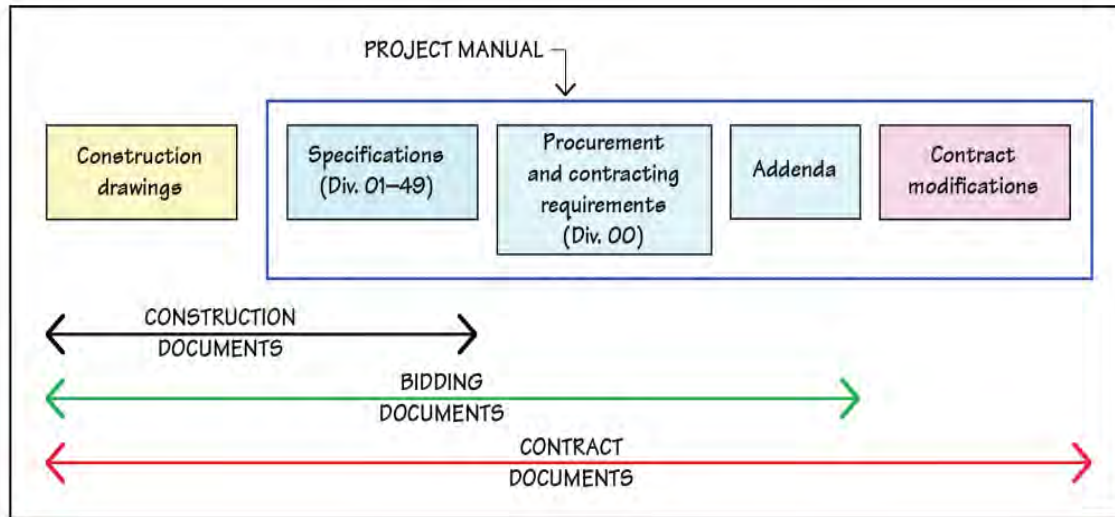 PROJECT MANUAL
Construction
drawings
Specifications
(Div. 01–49)
Procurement
and contracting
requirements
(Div. 00)
Addenda
Contract
modifications
CONSTRUCTION
DOCUMENTS
BIDDING
DOCUMENTS
CONTRACT
DOCUMENTS